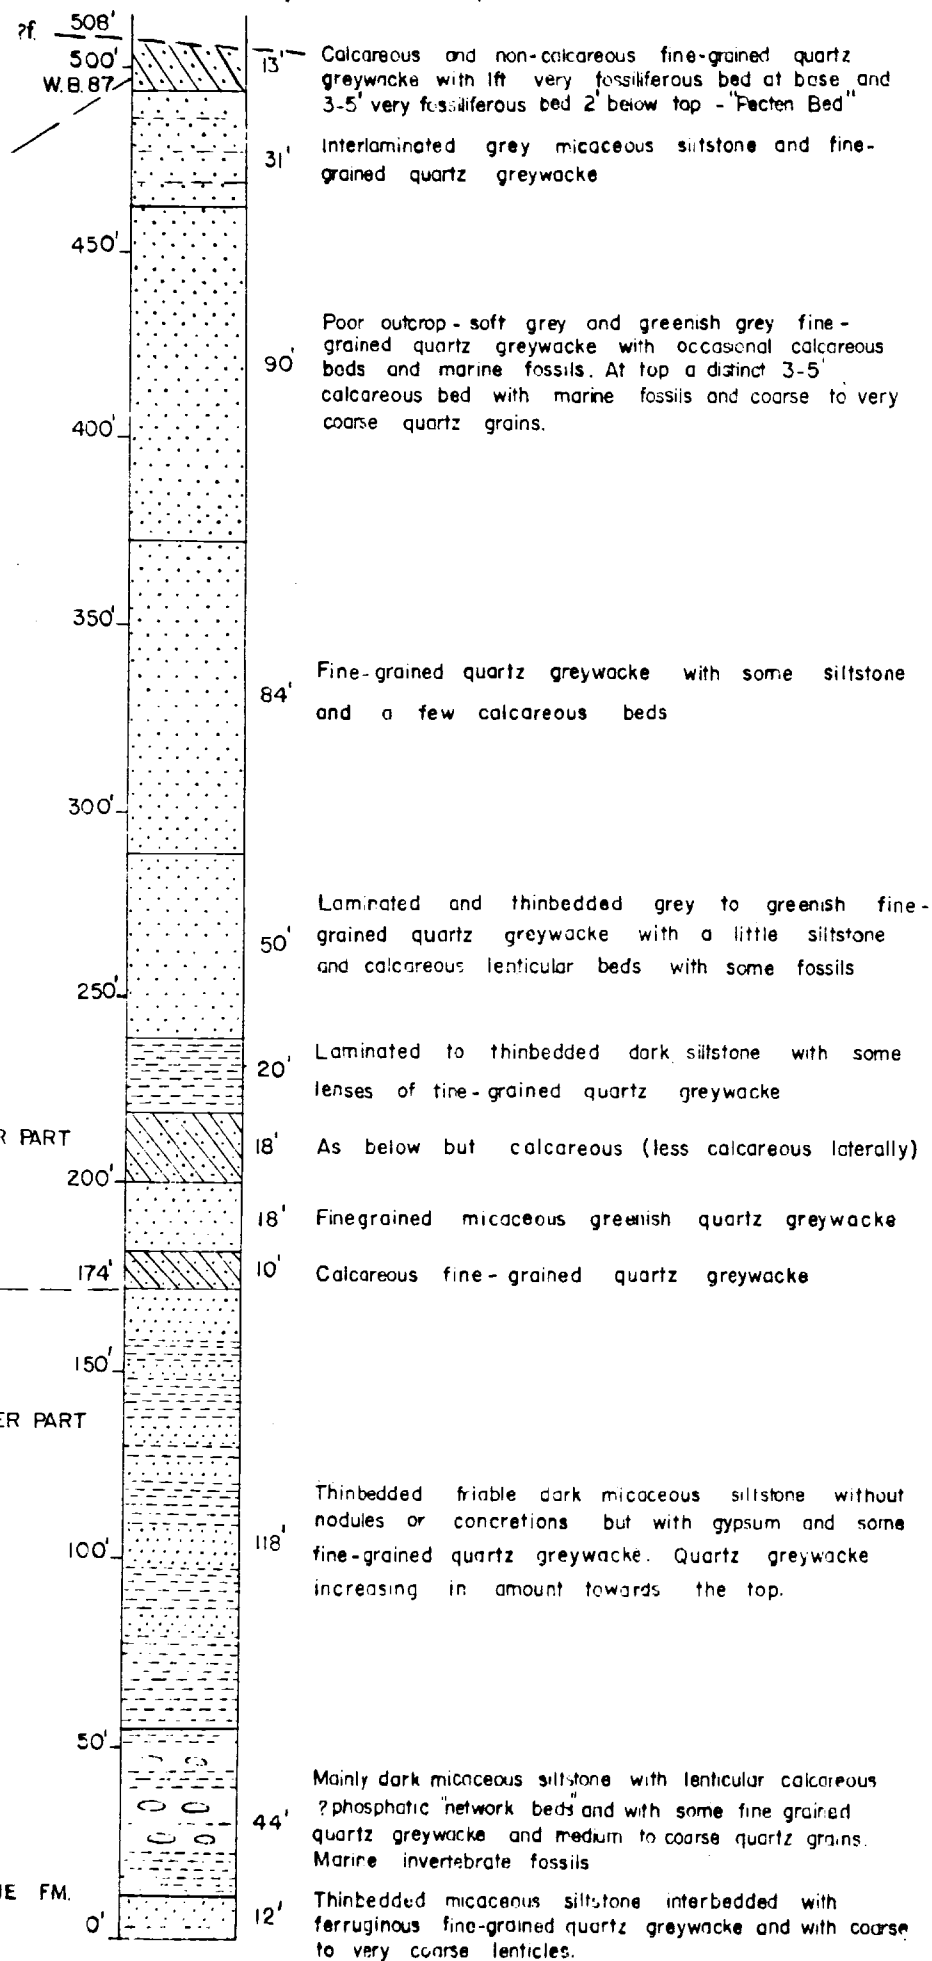 508'
?f.
500'
W.B.87
13'
Calcareous and non-calcareous fine-grained quartz
greywacke with 1ft very fossiliferous bed at base and
3-5' very fossiliferous bed 2' below top - "Pecten Bed"
31'
Interlaminated grey micaceous siltstone and fine-
grained quartz greywacke
450'
90'
Poor outcrop - soft grey and greenish grey fine-
grained quartz greywacke with occasional calcareous
beds and marine fossils. At top a distinct 3-5'
calcareous bed with marine fossils and coarse to very
coarse quartz grains.
400'
350'
84'
Fine-grained quartz greywacke with some siltstone
and a few calcareous beds
300'
50'
Laminated and thinbedded grey to greenish fine-
grained quartz greywacke with a little siltstone
and calcareous lenticular beds with some fossils
250'
20'
Laminated to thinbedded dark siltstone with some
lenses of fine-grained quartz greywacke
R PART
18'
As below but calcareous (less calcareous laterally)
200'
18'
Finegrained micaceous greenish quartz greywacke
174'
10'
Calcareous fine-grained quartz greywacke
150'
ER PART
118'
Thinbedded friable dark micaceous siltstone without
nodules or concretions but with gypsum and some
fine-grained quartz greywacke. Quartz greywacke
increasing in amount towards the top.
100'
50'
44'
Mainly dark micaceous siltstone with lenticular calcareous
?phosphatic "network beds" and with some fine grained
quartz greywacke and medium to coarse quartz grains.
Marine invertebrate fossils
E FM.
0'
12'
Thinbedded micaceous siltstone interbedded with
ferruginous fine-grained quartz greywacke and with coarse
to very coarse lenticles.